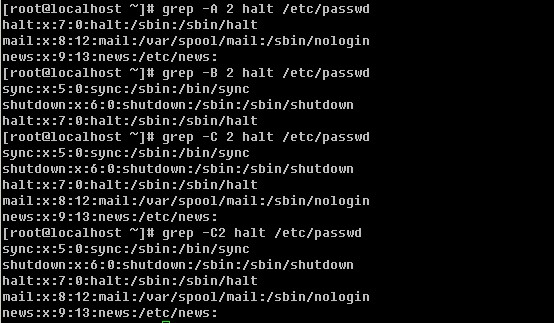 [root@localhost ~]# grep -A 2 halt /etc/passwd
halt:x:7:0:halt:/sbin:/sbin/halt
mail:x:8:12:mail:/var/spool/mail:/sbin/nologin
news:x:9:13:news:/etc/news:
[root@localhost ~]# grep -B 2 halt /etc/passwd
sync:x:5:0:sync:/sbin:/bin/sync
shutdown:x:6:0:shutdown:/sbin:/sbin/shutdown
halt:x:7:0:halt:/sbin:/sbin/halt
[root@localhost ~]# grep -C 2 halt /etc/passwd
sync:x:5:0:sync:/sbin:/bin/sync
shutdown:x:6:0:shutdown:/sbin:/sbin/shutdown
halt:x:7:0:halt:/sbin:/sbin/halt
mail:x:8:12:mail:/var/spool/mail:/sbin/nologin
news:x:9:13:news:/etc/news:
[root@localhost ~]# grep -C2 halt /etc/passwd
sync:x:5:0:sync:/sbin:/bin/sync
shutdown:x:6:0:shutdown:/sbin:/sbin/shutdown
halt:x:7:0:halt:/sbin:/sbin/halt
mail:x:8:12:mail:/var/spool/mail:/sbin/nologin
news:x:9:13:news:/etc/news: